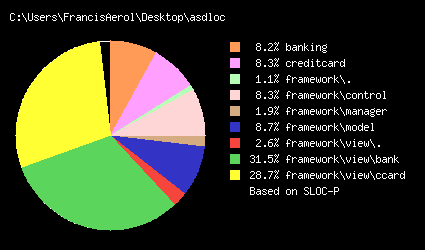 C:\Users\FrancisAerol\Desktop\asdloc
8.2% banking
8.3% creditcard
1.1% framework\.
8.3% framework\control
1.9% framework\manager
8.7% framework\model
2.6% framework\view\.
31.5% framework\view\bank
28.7% framework\view\ccard
Based on SLOC-P